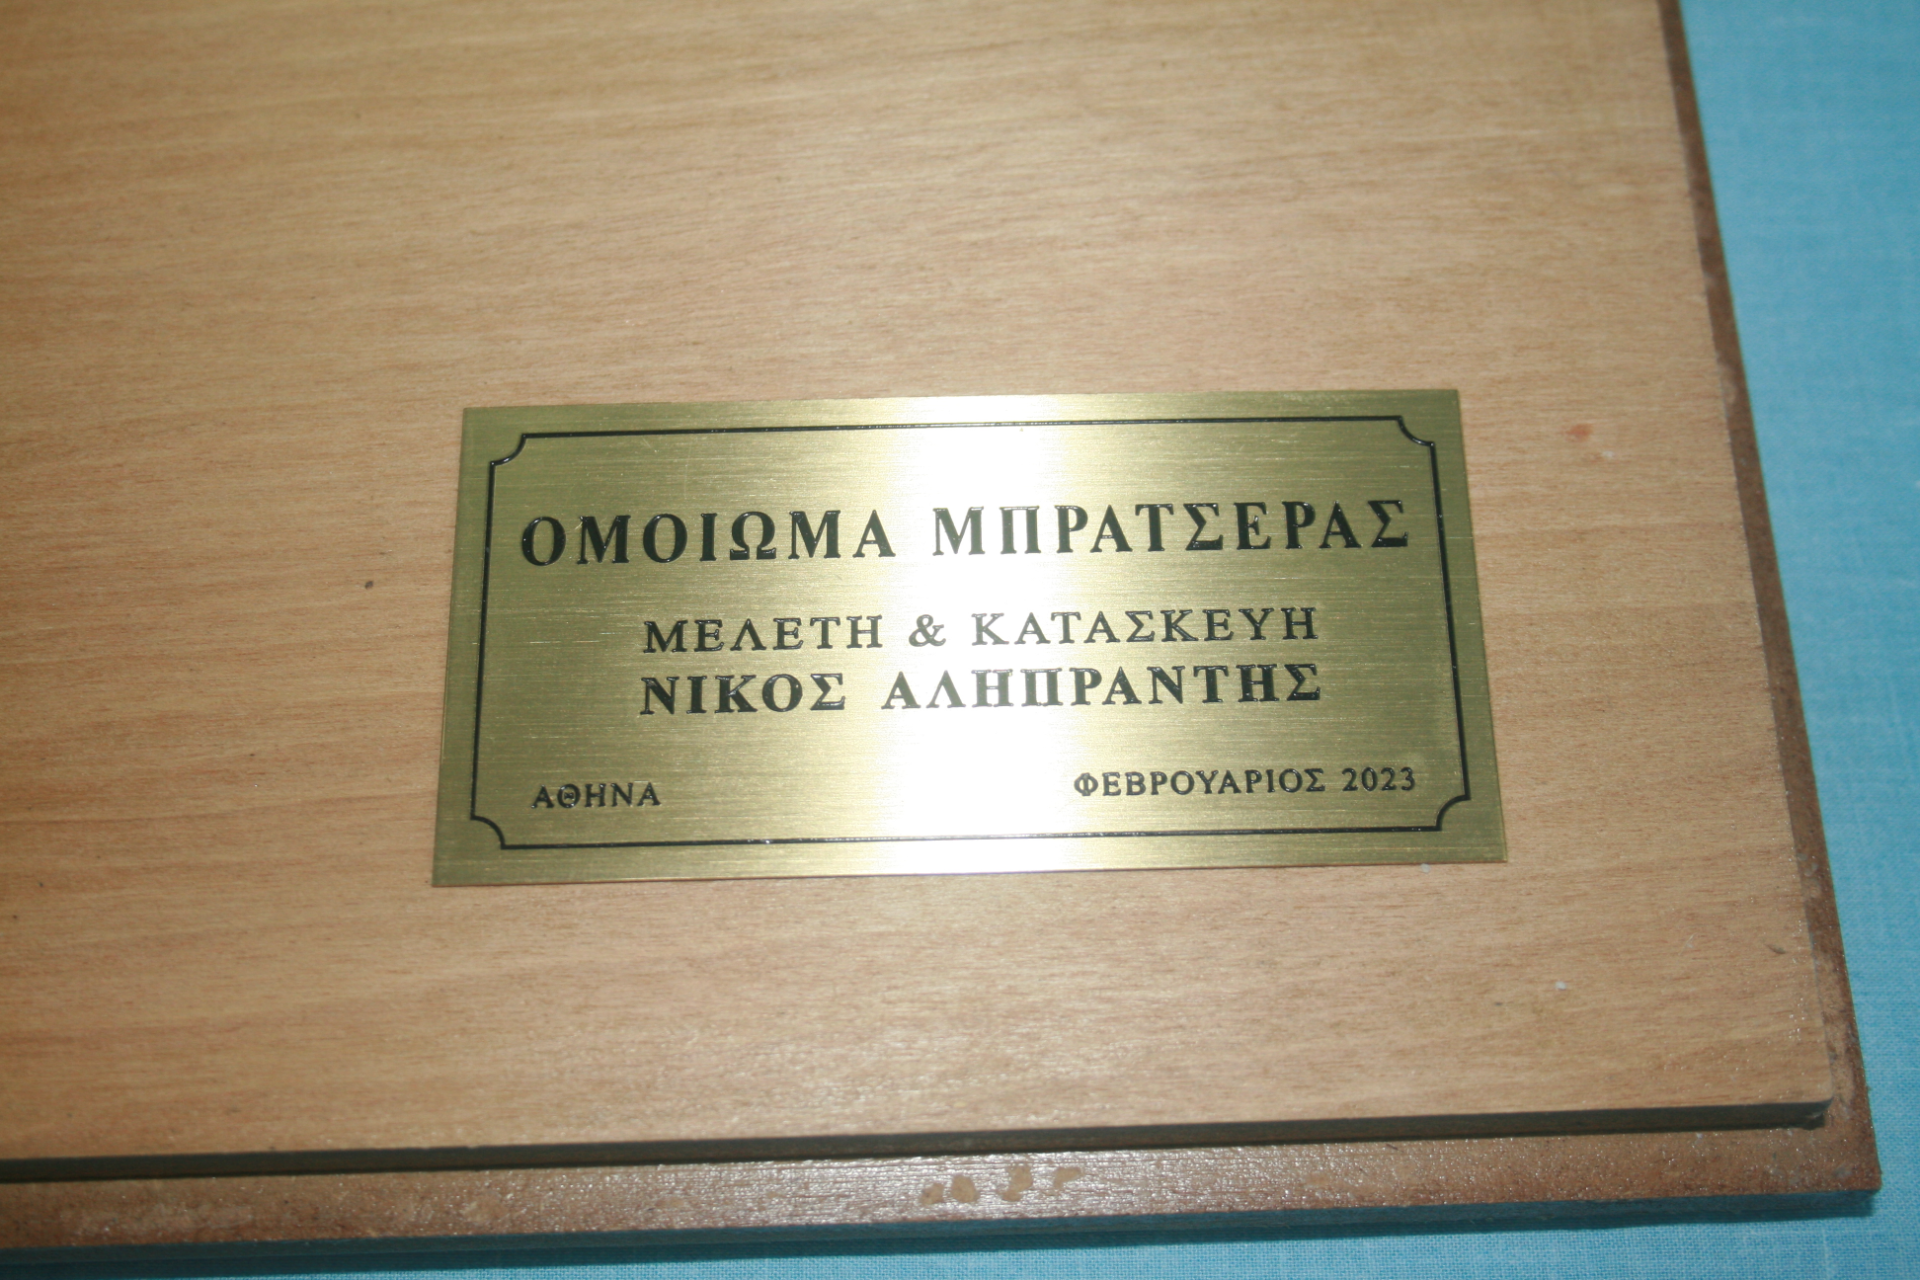 ΟΜΟΙΩΜΑ ΜΠΡΑΤΣΕΡΑΣ
ΜΕΛΕΤΗ & ΚΑΤΑΣΚΕΥΗ
ΝΙΚΟΣ ΑΛΗΠΡΑΝΤΗΣ
ΑΘΗΝΑ ΦΕΒΡΟΥΑΡΙΟΣ 2023